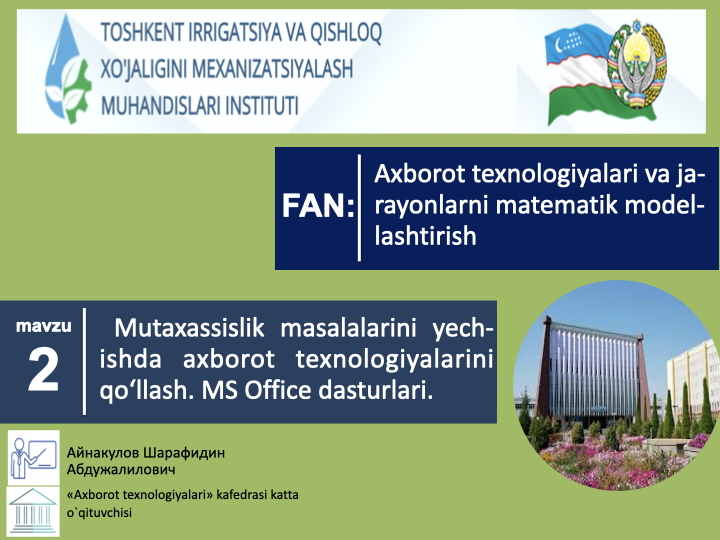 TOSHKENT IRRIGATSIYA VA QISHLOQ
XO'JALIGINI MEXANIZATSIYALASH
MUHANDISLARI INSTITUTI
FAN:
Axborot texnologiyalari va ja-
rayonlarni matematik model-
lashtirish
mavzu
2
Mutaxassislik masalalarini yech-
ishda axborot texnologiyalarini
qo‘llash. MS Office dasturlari.
Айнакулов Шарафидин
Абдужалилович
«Axborot texnologiyalari» kafedrasi katta
o`qituvchisi